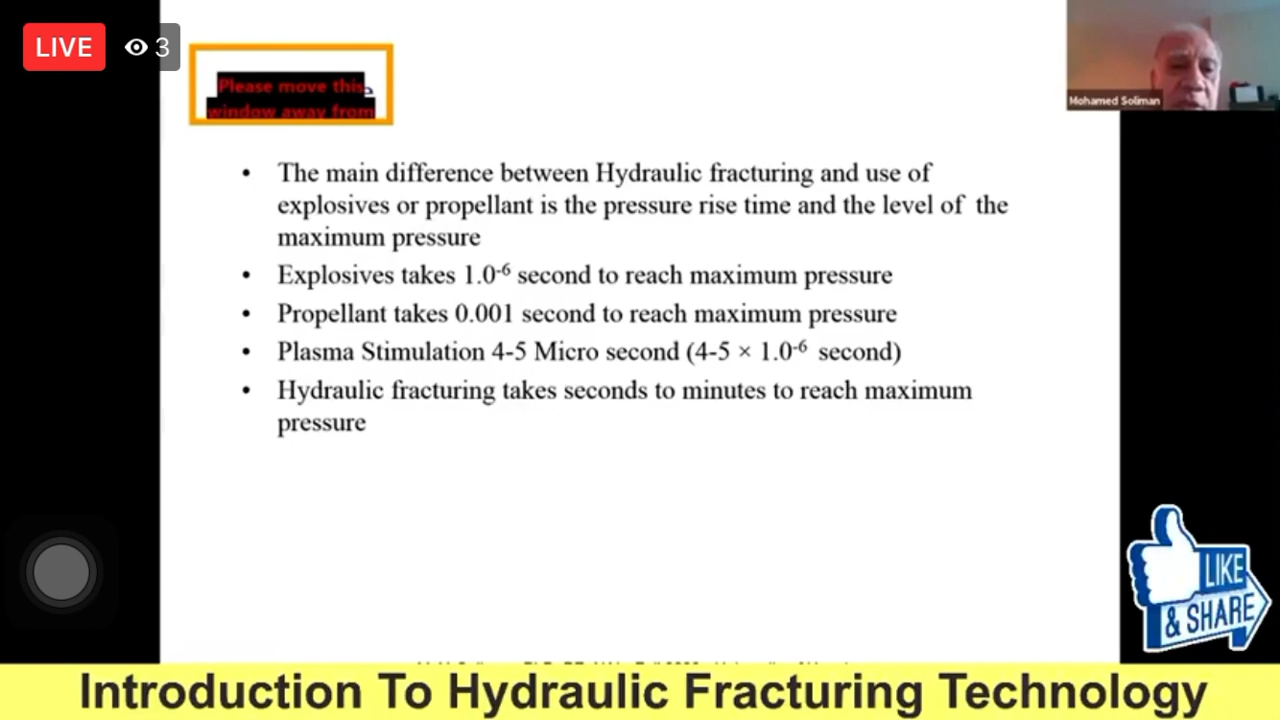 LIVE 3
Please move this
window away from
Mohamed Soliman
• The main difference between Hydraulic fracturing and use of
explosives or propellant is the pressure rise time and the level of the
maximum pressure
• Explosives takes 1.0⁻⁶ second to reach maximum pressure
• Propellant takes 0.001 second to reach maximum pressure
• Plasma Stimulation 4-5 Micro second (4-5 × 1.0⁻⁶ second)
• Hydraulic fracturing takes seconds to minutes to reach maximum
pressure
LIKE
& SHARE
Introduction To Hydraulic Fracturing Technology